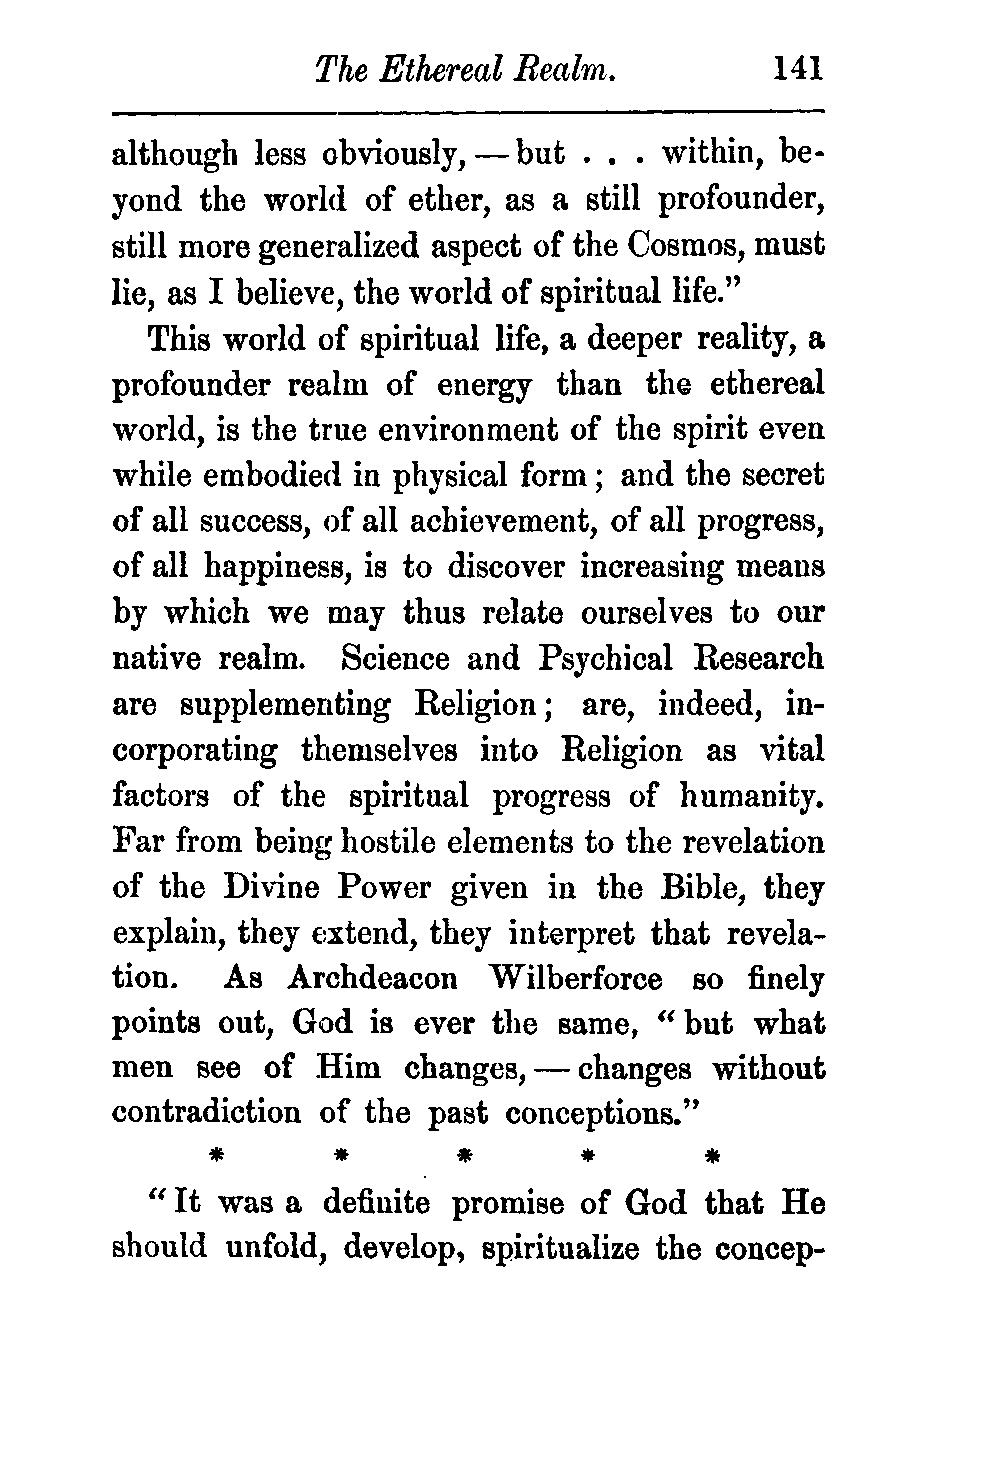 The Ethereal Realm. 141
although less obviously, — but . . . within, be-
yond the world of ether, as a still profounder,
still more generalized aspect of the Cosmos, must
lie, as I believe, the world of spiritual life.”
This world of spiritual life, a deeper reality, a
profounder realm of energy than the ethereal
world, is the true environment of the spirit even
while embodied in physical form ; and the secret
of all success, of all achievement, of all progress,
of all happiness, is to discover increasing means
by which we may thus relate ourselves to our
native realm. Science and Psychical Research
are supplementing Religion ; are, indeed, in-
corporating themselves into Religion as vital
factors of the spiritual progress of humanity.
Far from being hostile elements to the revelation
of the Divine Power given in the Bible, they
explain, they extend, they interpret that revela-
tion. As Archdeacon Wilberforce so finely
points out, God is ever the same, “ but what
men see of Him changes, — changes without
contradiction of the past conceptions.”
* * * * *
“ It was a definite promise of God that He
should unfold, develop, spiritualize the concep-